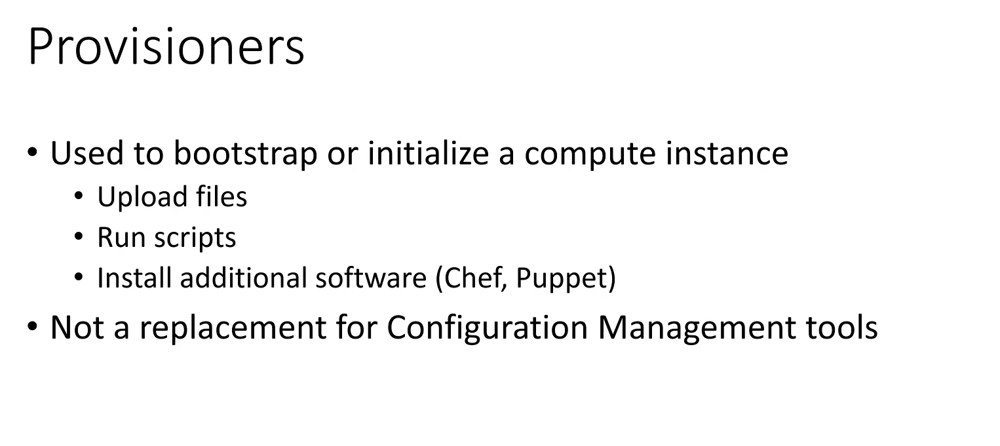 Provisioners
• Used to bootstrap or initialize a compute instance
• Upload files
• Run scripts
• Install additional software (Chef, Puppet)
• Not a replacement for Configuration Management tools